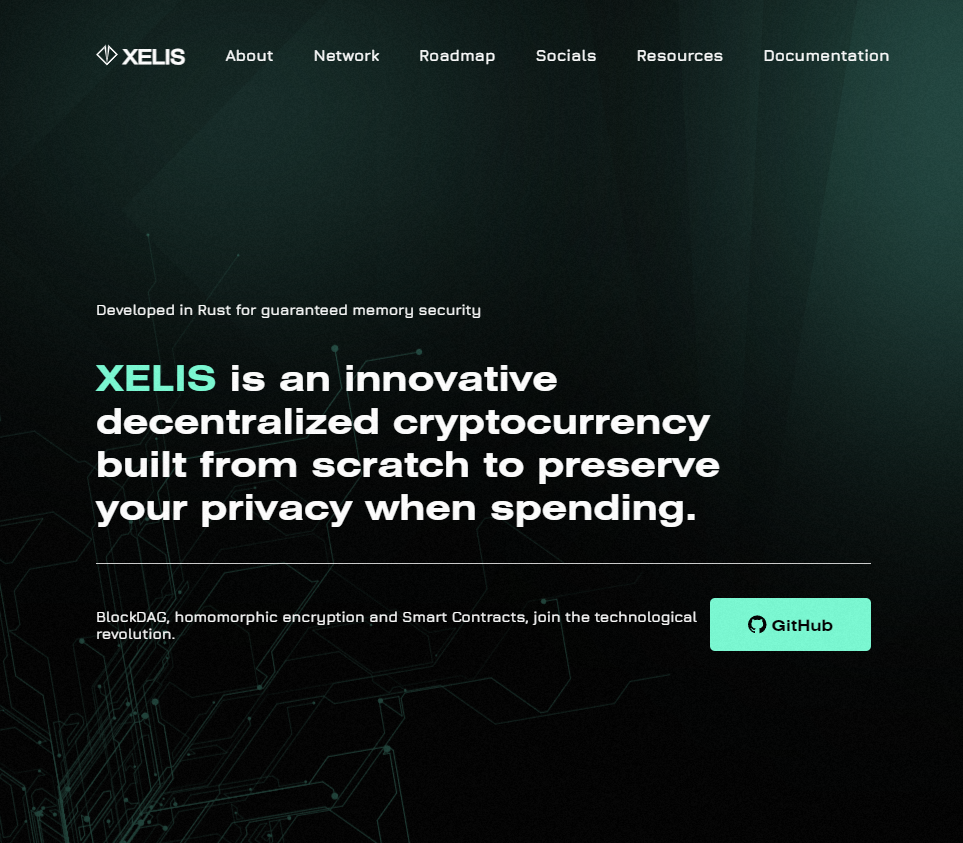 XELIS About Network Roadmap Socials Resources Documentation
Developed in Rust for guaranteed memory security
XELIS is an innovative
decentralized cryptocurrency
built from scratch to preserve
your privacy when spending.
BlockDAG, homomorphic encryption and Smart Contracts, join the technological
revolution.
GitHub